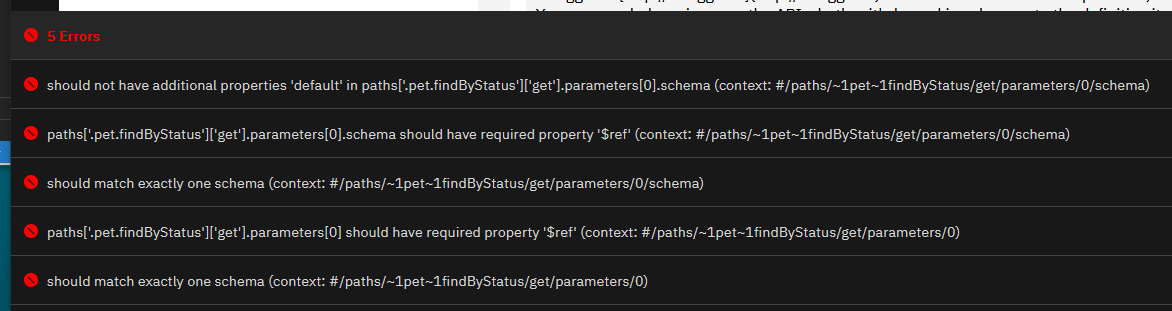 5 Errors
should not have additional properties 'default' in paths['.pet.findByStatus']['get'].parameters[0].schema (context: #/paths/~1pet~1findByStatus/get/parameters/0/schema)
paths['.pet.findByStatus']['get'].parameters[0].schema should have required property '$ref' (context: #/paths/~1pet~1findByStatus/get/parameters/0/schema)
should match exactly one schema (context: #/paths/~1pet~1findByStatus/get/parameters/0/schema)
paths['.pet.findByStatus']['get'].parameters[0] should have required property '$ref' (context: #/paths/~1pet~1findByStatus/get/parameters/0)
should match exactly one schema (context: #/paths/~1pet~1findByStatus/get/parameters/0)